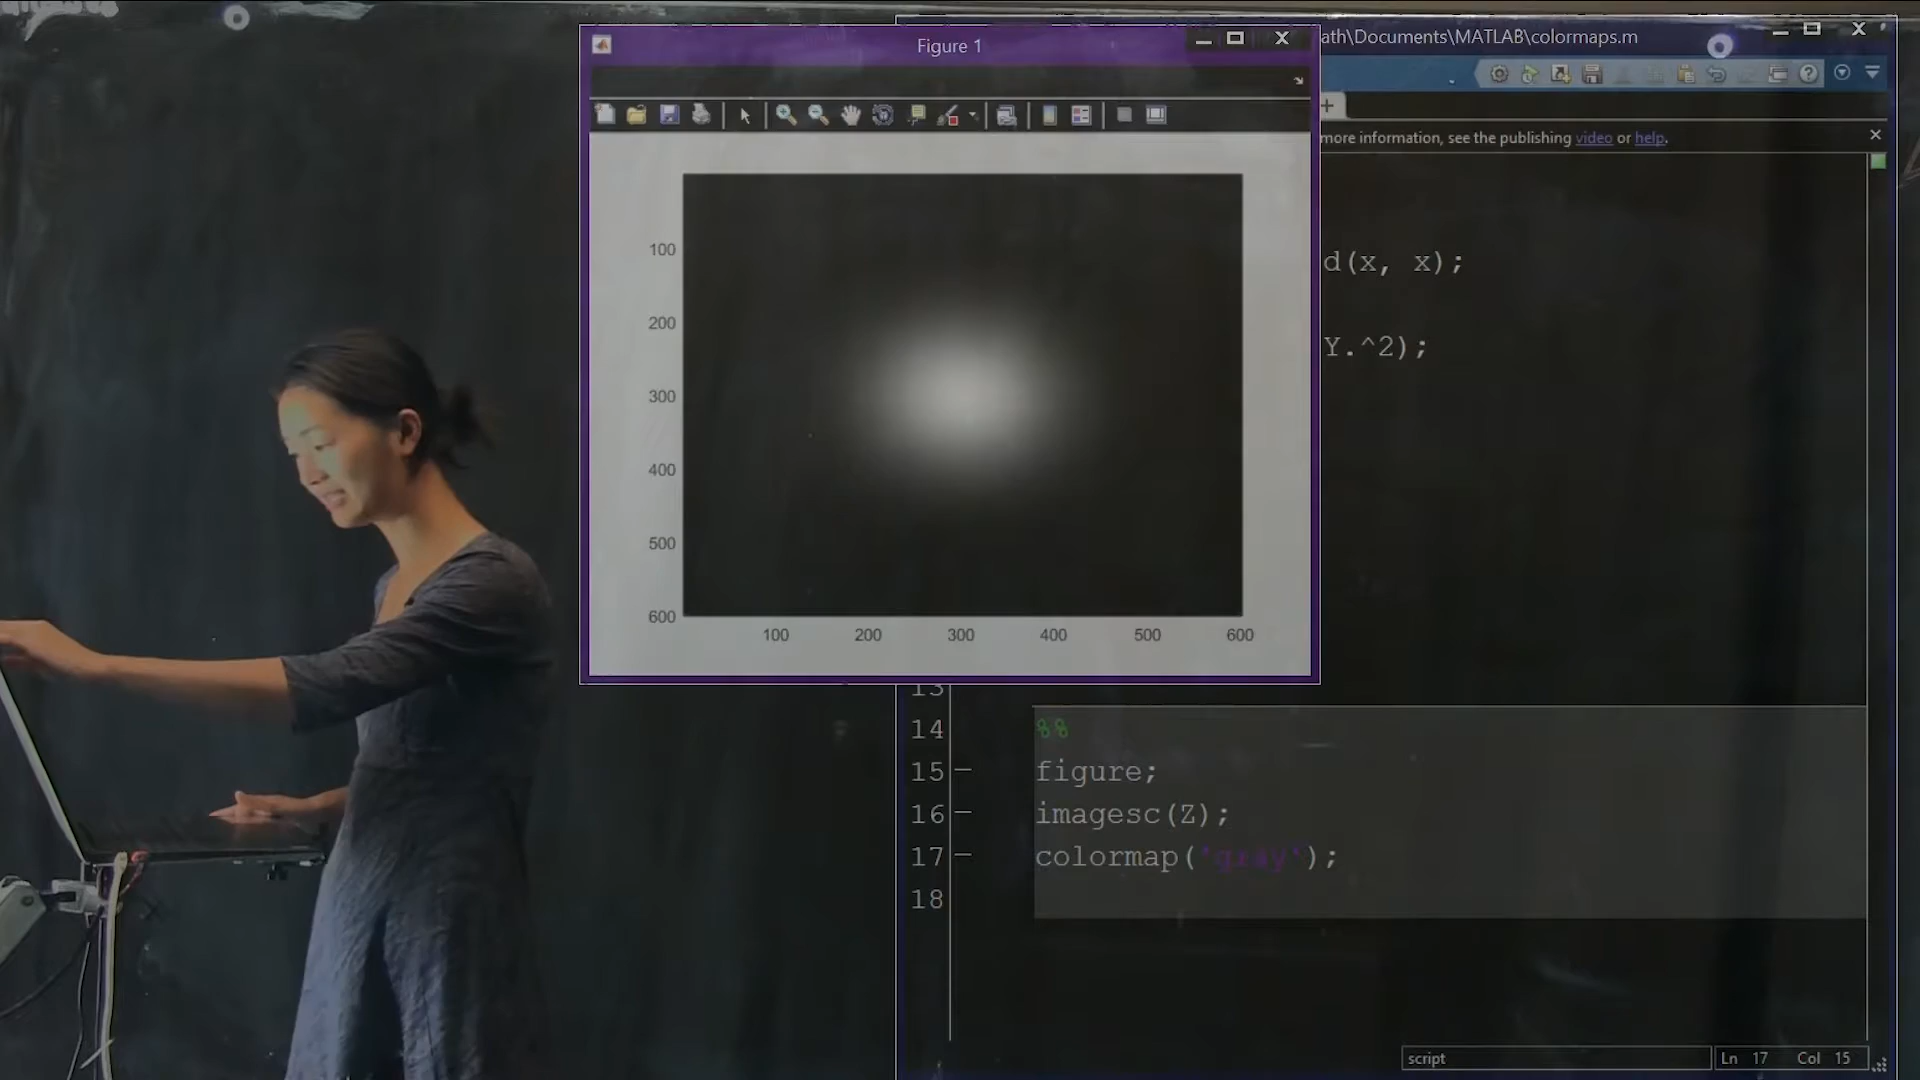 Figure 1
ath\Documents\MATLAB\colormaps.m
more information, see the publishing video or help.
100
200
300
400
500
600
100 200 300 400 500 600
d(x, x);
Y.^2);
13
14 %%
15 figure;
16 imagesc(Z);
17 colormap('gray');
18
script
Ln 17 Col 15